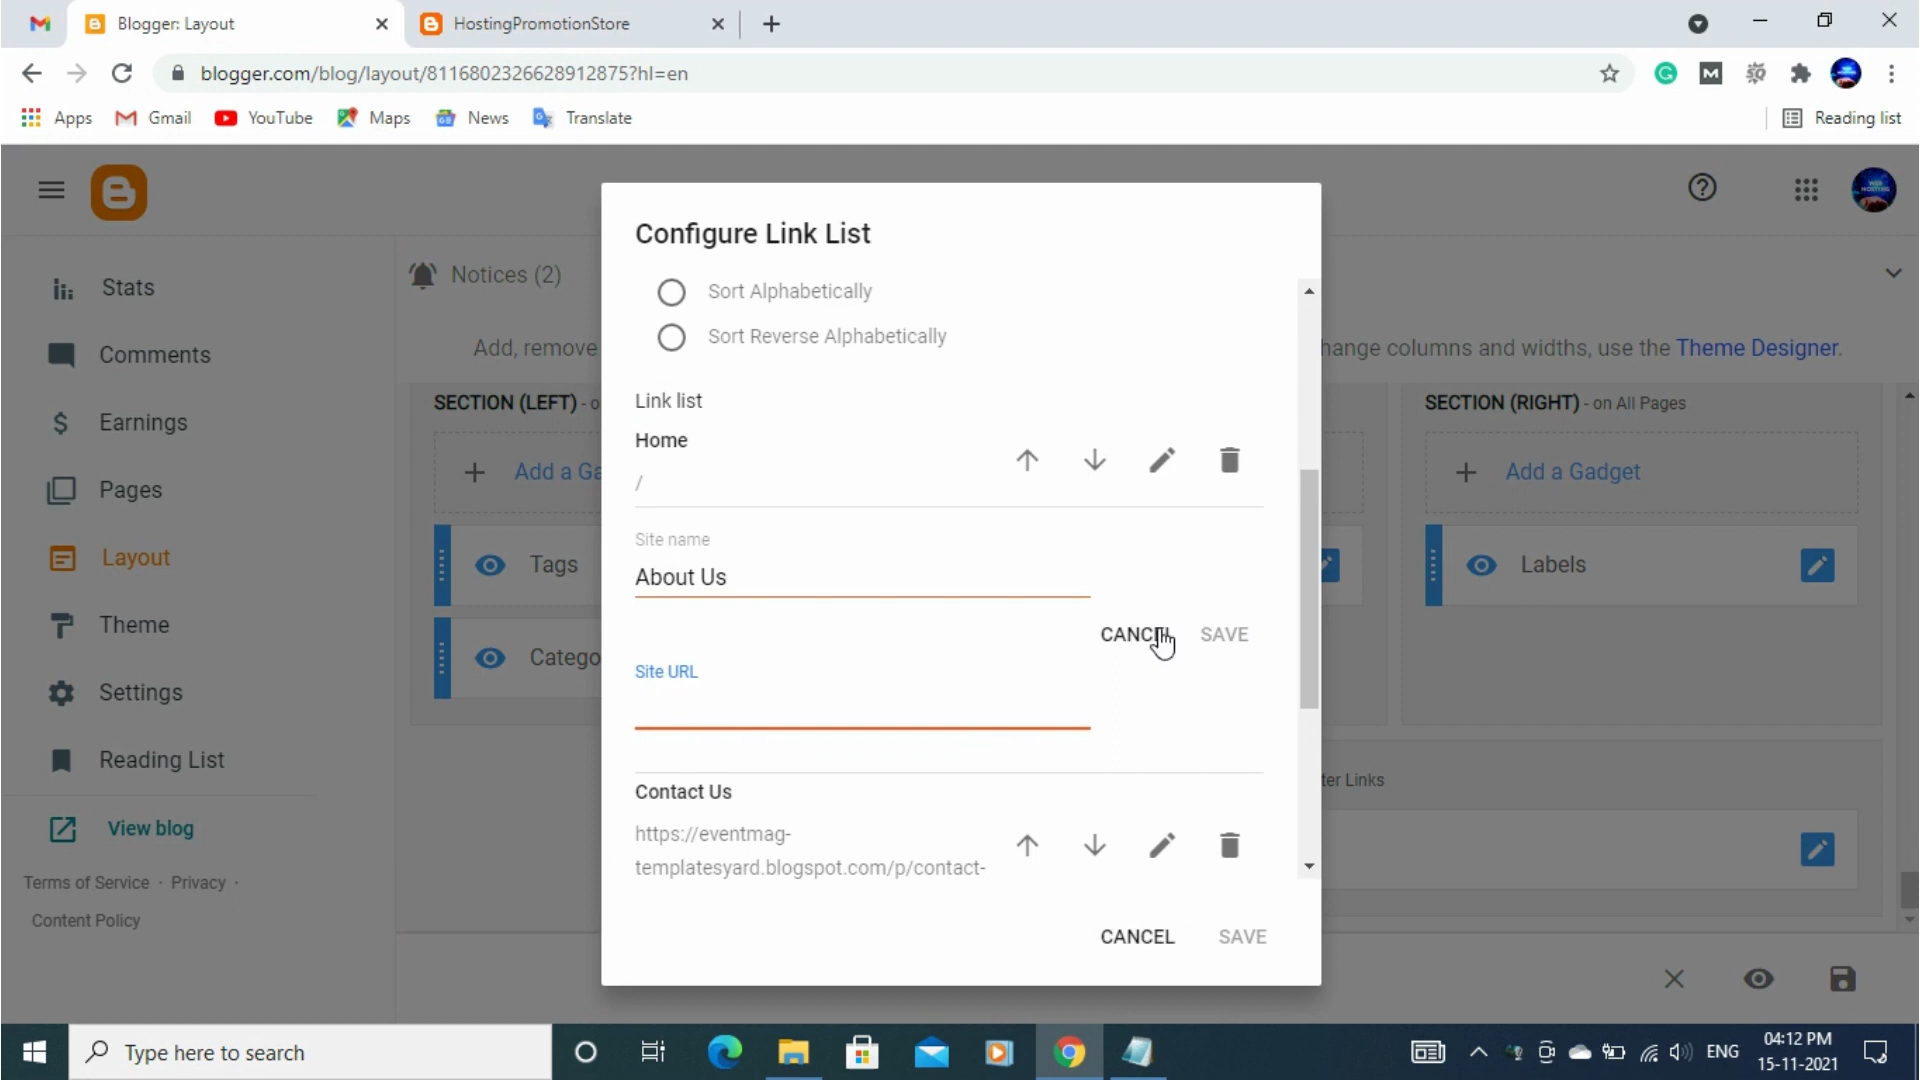 Blogger: Layout
HostingPromotionStore
blogger.com/blog/layout/8116802326628912875?hl=en
Apps
Gmail
YouTube
Maps
News
Translate
Reading list
Stats
Comments
Earnings
Pages
Layout
Theme
Settings
Reading List
View blog
Terms of Service · Privacy ·
Content Policy
Notices (2)
Add, remove
hange columns and widths, use the Theme Designer.
SECTION (LEFT) - o
Add a Ga
Tags
Catego
SECTION (RIGHT) - on All Pages
Add a Gadget
Labels
ter Links
Configure Link List
Sort Alphabetically
Sort Reverse Alphabetically
Link list
Home
/
Site name
About Us
CANCEL SAVE
Site URL
Contact Us
https://eventmag-
templatesyard.blogspot.com/p/contact-
CANCEL SAVE
Type here to search
ENG
04:12 PM
15-11-2021